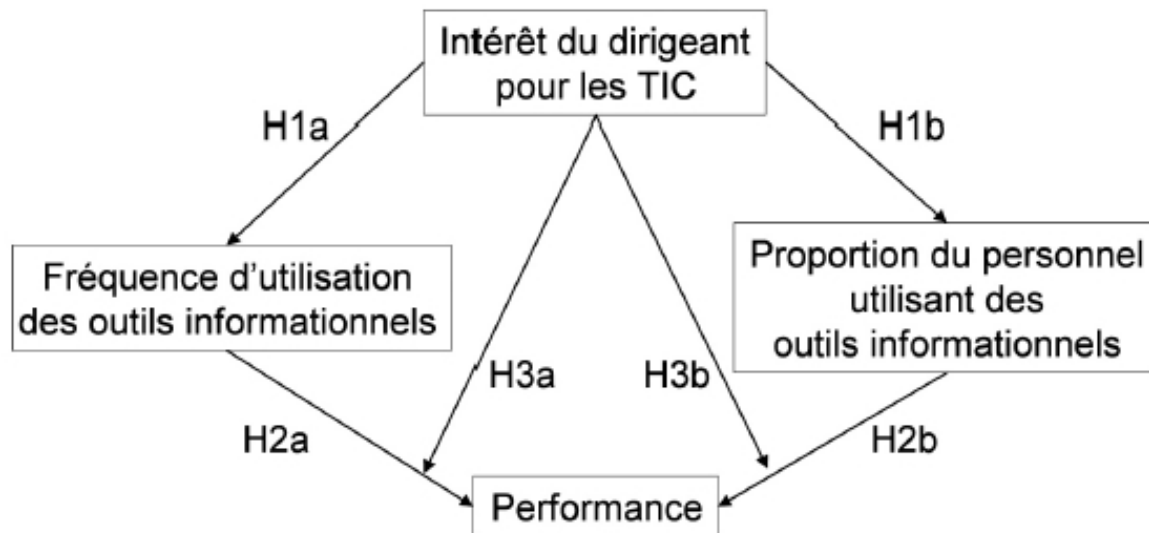 Intérêt du dirigeant
pour les TIC
H1a
H1b
Fréquence d'utilisation
des outils informationnels
Proportion du personnel
utilisant des
outils informationnels
H3a
H3b
H2a
H2b
Performance